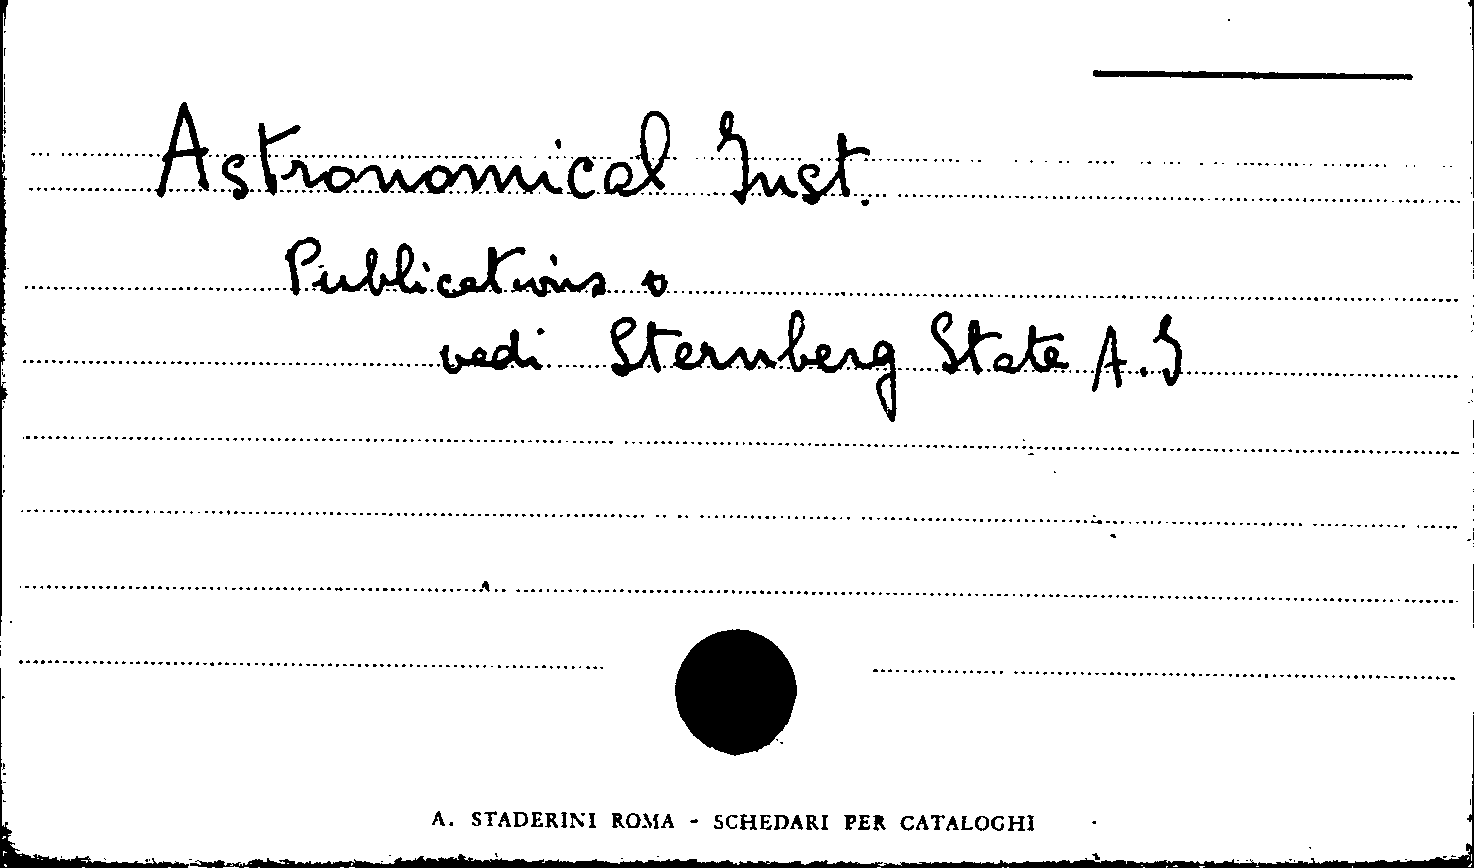 Astronomical Inst.
Publications
vedi Sternberg State A.I
A. STADERINI ROMA - SCHEDARI PER CATALOGHI